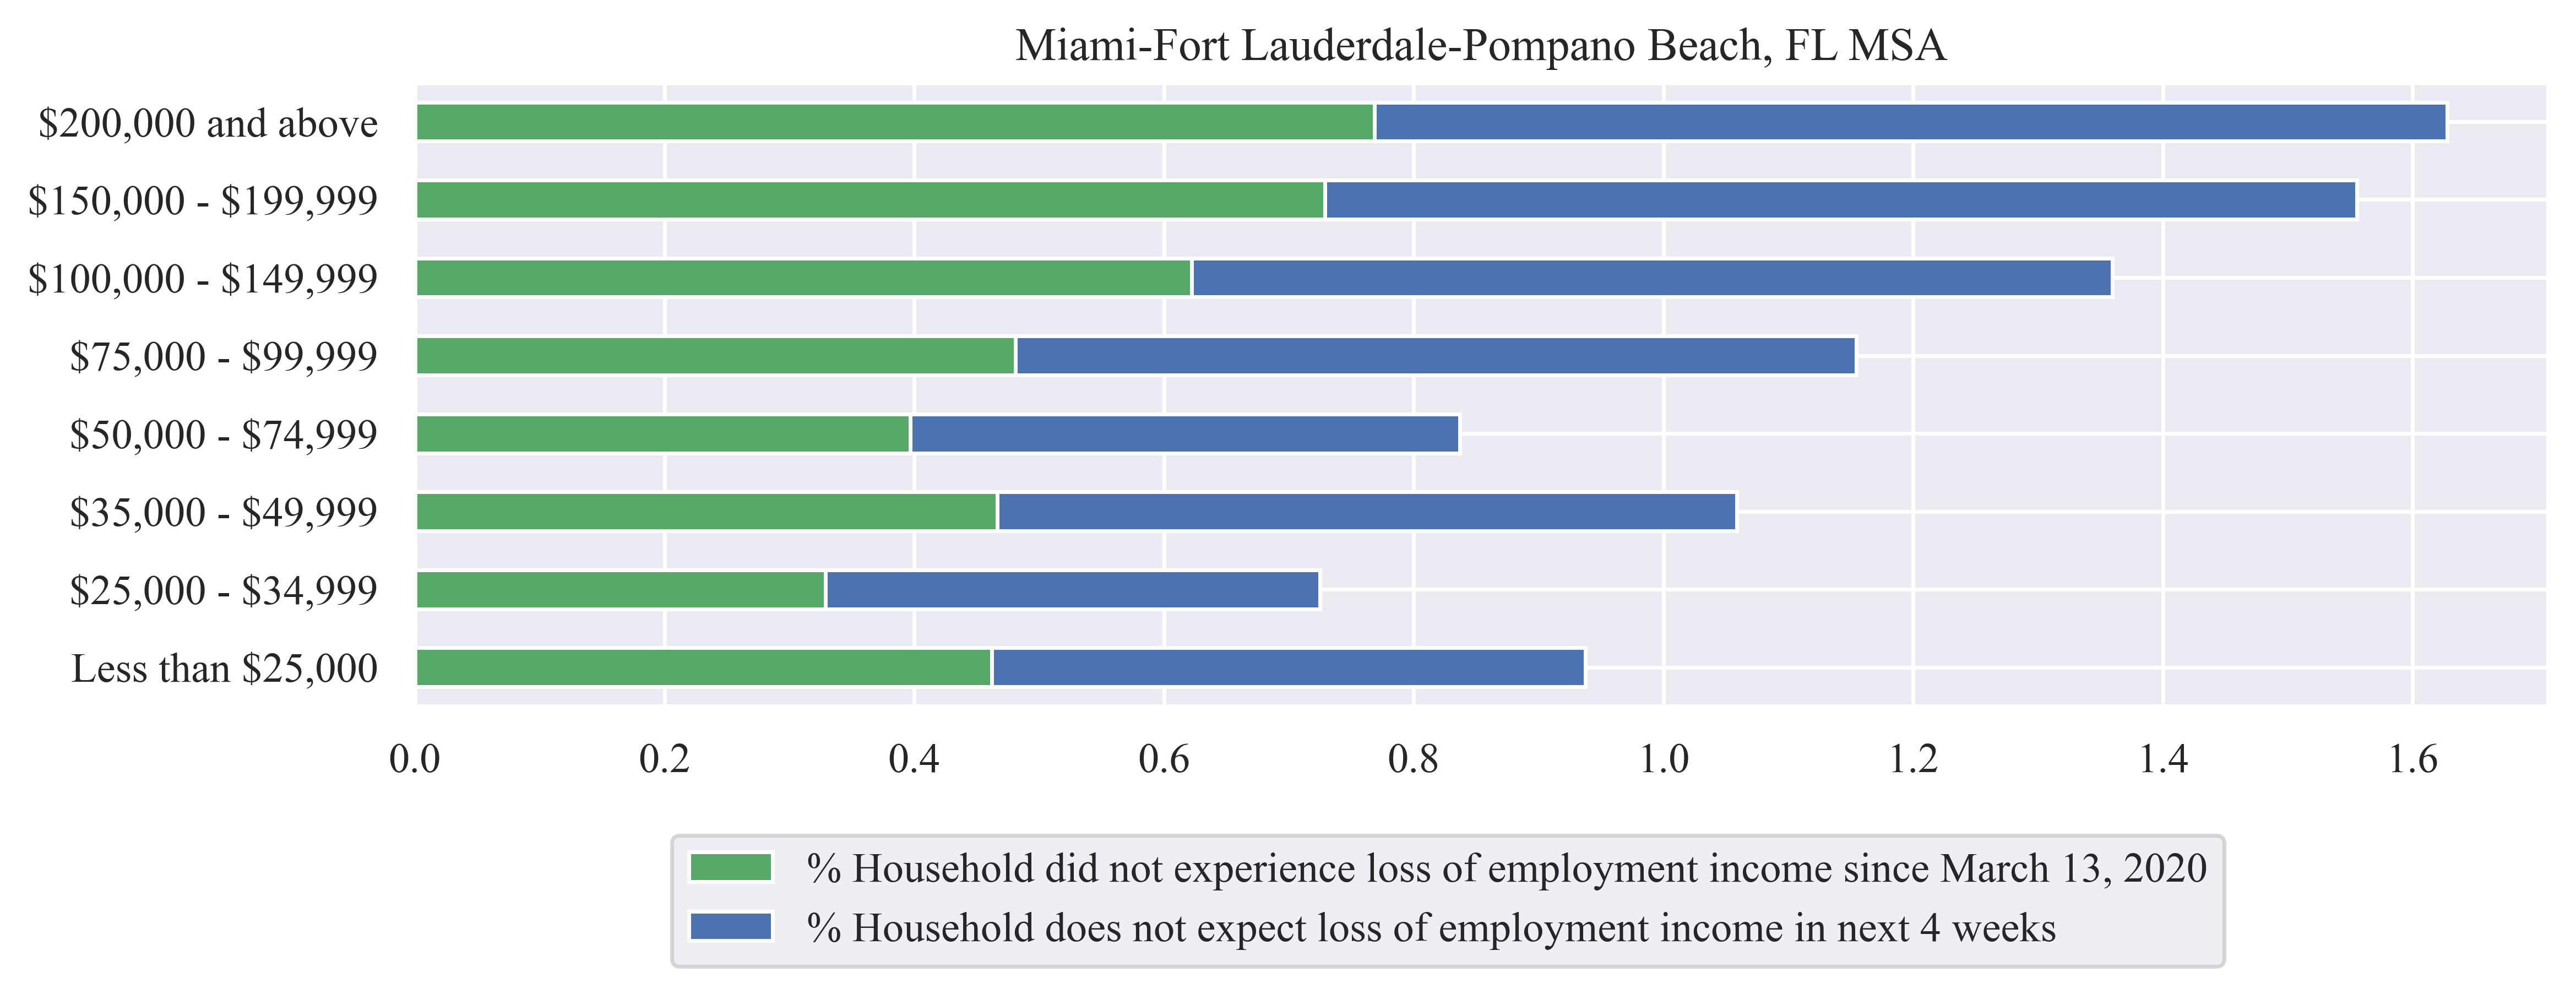 Miami-Fort Lauderdale-Pompano Beach, FL MSA
$200,000 and above
$150,000 - $199,999
$100,000 - $149,999
$75,000 - $99,999
$50,000 - $74,999
$35,000 - $49,999
$25,000 - $34,999
Less than $25,000
0.0 0.2 0.4 0.6 0.8 1.0 1.2 1.4 1.6
% Household did not experience loss of employment income since March 13, 2020
% Household does not expect loss of employment income in next 4 weeks